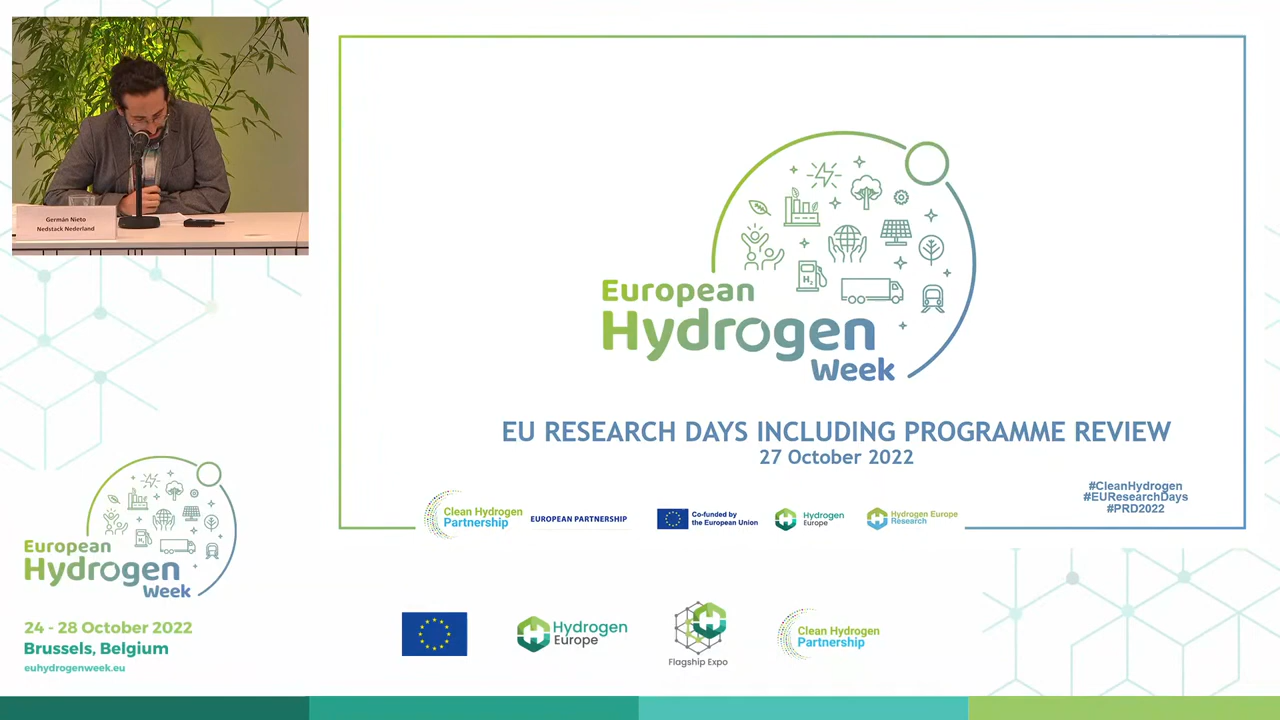 Germán Nieto
Nedstack Nederland
European
Hydrogen
Week
H₂
EU RESEARCH DAYS INCLUDING PROGRAMME REVIEW
27 October 2022
#CleanHydrogen
#EUResearchDays
#PRD2022
Clean Hydrogen
Partnership
EUROPEAN PARTNERSHIP
Co-funded by
the European Union
Hydrogen
Europe
Hydrogen Europe
Research
European
Hydrogen
Week
24 - 28 October 2022
Brussels, Belgium
euhydrogenweek.eu
Hydrogen
Europe
Flagship Expo
Clean Hydrogen
Partnership